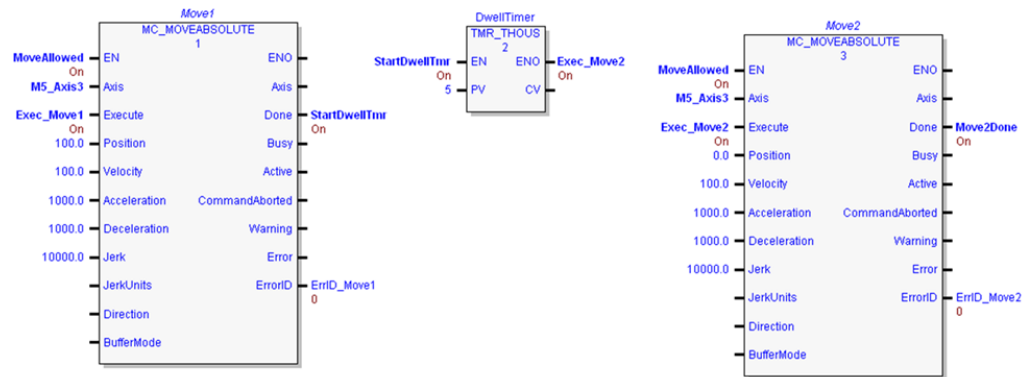 Move1
MC_MOVEABSOLUTE
1
MoveAllowed EN ENO
On
M5_Axis3 Axis Axis
Exec_Move1 Execute Done StartDwellTmr
On On
100.0 Position Busy
100.0 Velocity Active
1000.0 Acceleration CommandAborted
1000.0 Deceleration Warning
10000.0 Jerk Error
JerkUnits ErrorID ErrID_Move1
0
Direction
BufferMode
DwellTimer
TMR_THOUS
2
StartDwellTmr EN ENO Exec_Move2
On On
5 PV CV
Move2
MC_MOVEABSOLUTE
3
MoveAllowed EN ENO
On
M5_Axis3 Axis Axis
Exec_Move2 Execute Done Move2Done
On On
0.0 Position Busy
100.0 Velocity Active
1000.0 Acceleration CommandAborted
1000.0 Deceleration Warning
10000.0 Jerk Error
JerkUnits ErrorID ErrID_Move2
0
Direction
BufferMode